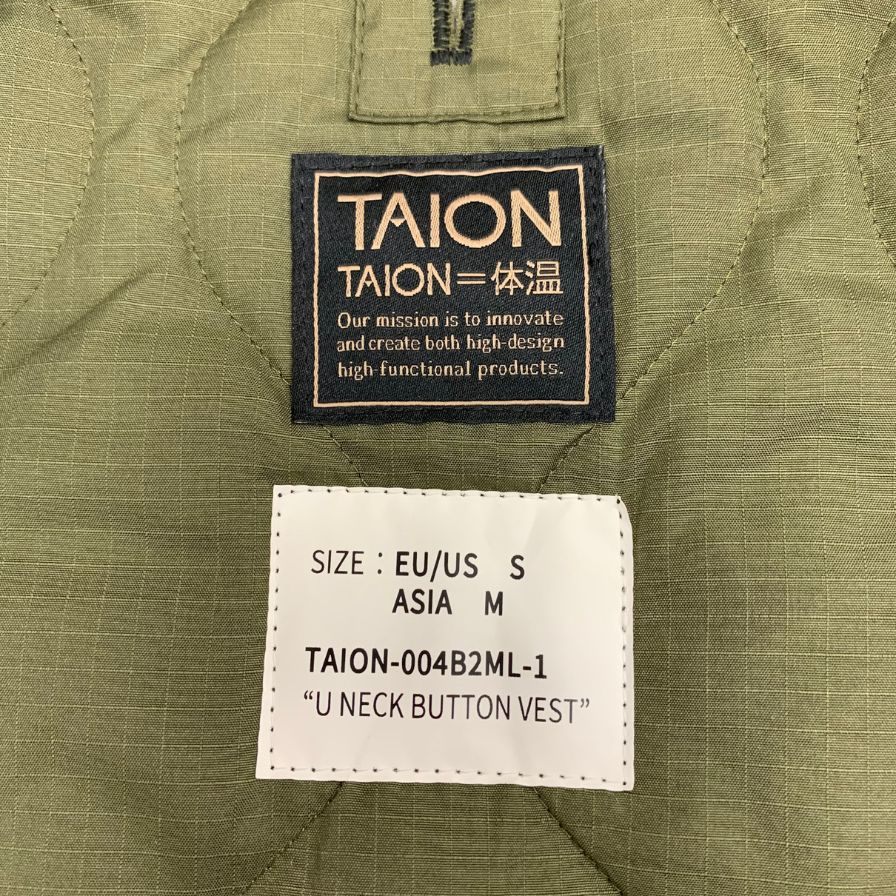 TAION
TAION=体温
Our mission is to innovate
and create both high-design
high-functional products.
SIZE : EU/US S
ASIA M
TAION-004B2ML-1
“U NECK BUTTON VEST”